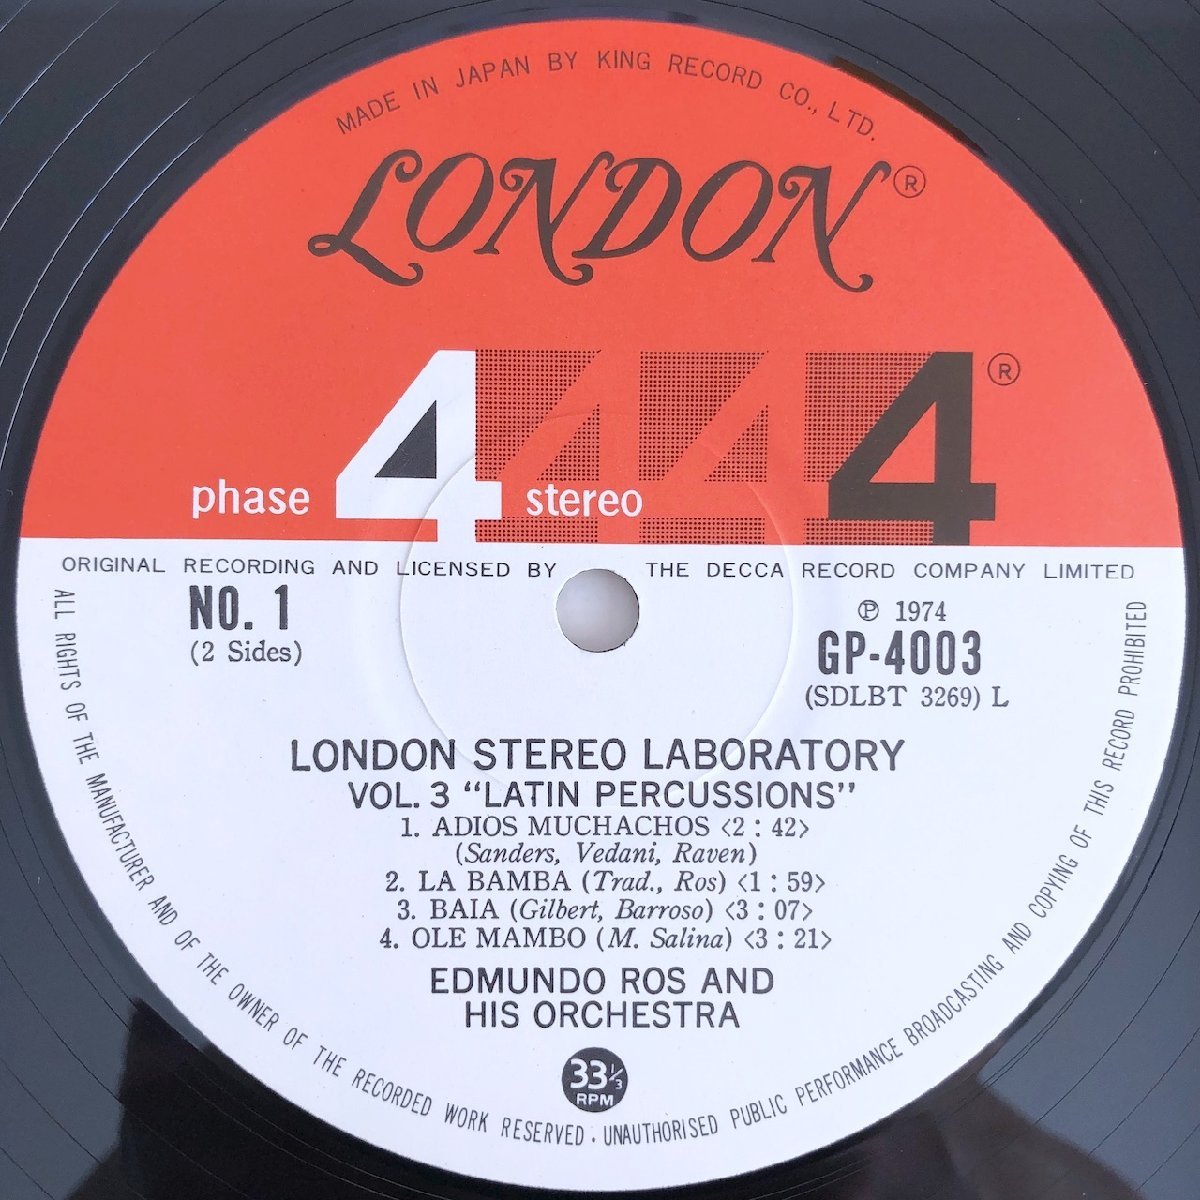 MADE IN JAPAN BY KING RECORD CO., LTD.
LONDON®
phase 4 stereo 4 4 4®
ORIGINAL RECORDING AND LICENSED BY THE DECCA RECORD COMPANY LIMITED
NO. 1
(2 Sides)
℗ 1974
GP-4003
(SDLBT 3269) L
LONDON STEREO LABORATORY
VOL. 3 “LATIN PERCUSSIONS”
1. ADIOS MUCHACHOS <2 : 42>
(Sanders, Vedani, Raven)
2. LA BAMBA (Trad., Ros) <1 : 59>
3. BAIA (Gilbert, Barroso) <3 : 07>
4. OLE MAMBO (M. Salina) <3 : 21>
EDMUNDO ROS AND
HIS ORCHESTRA
33 1/3
RPM
ALL RIGHTS OF THE MANUFACTURER AND OF THE OWNER OF THE RECORDED WORK RESERVED. UNAUTHORISED PUBLIC PERFORMANCE BROADCASTING AND COPYING OF THIS RECORD PROHIBITED